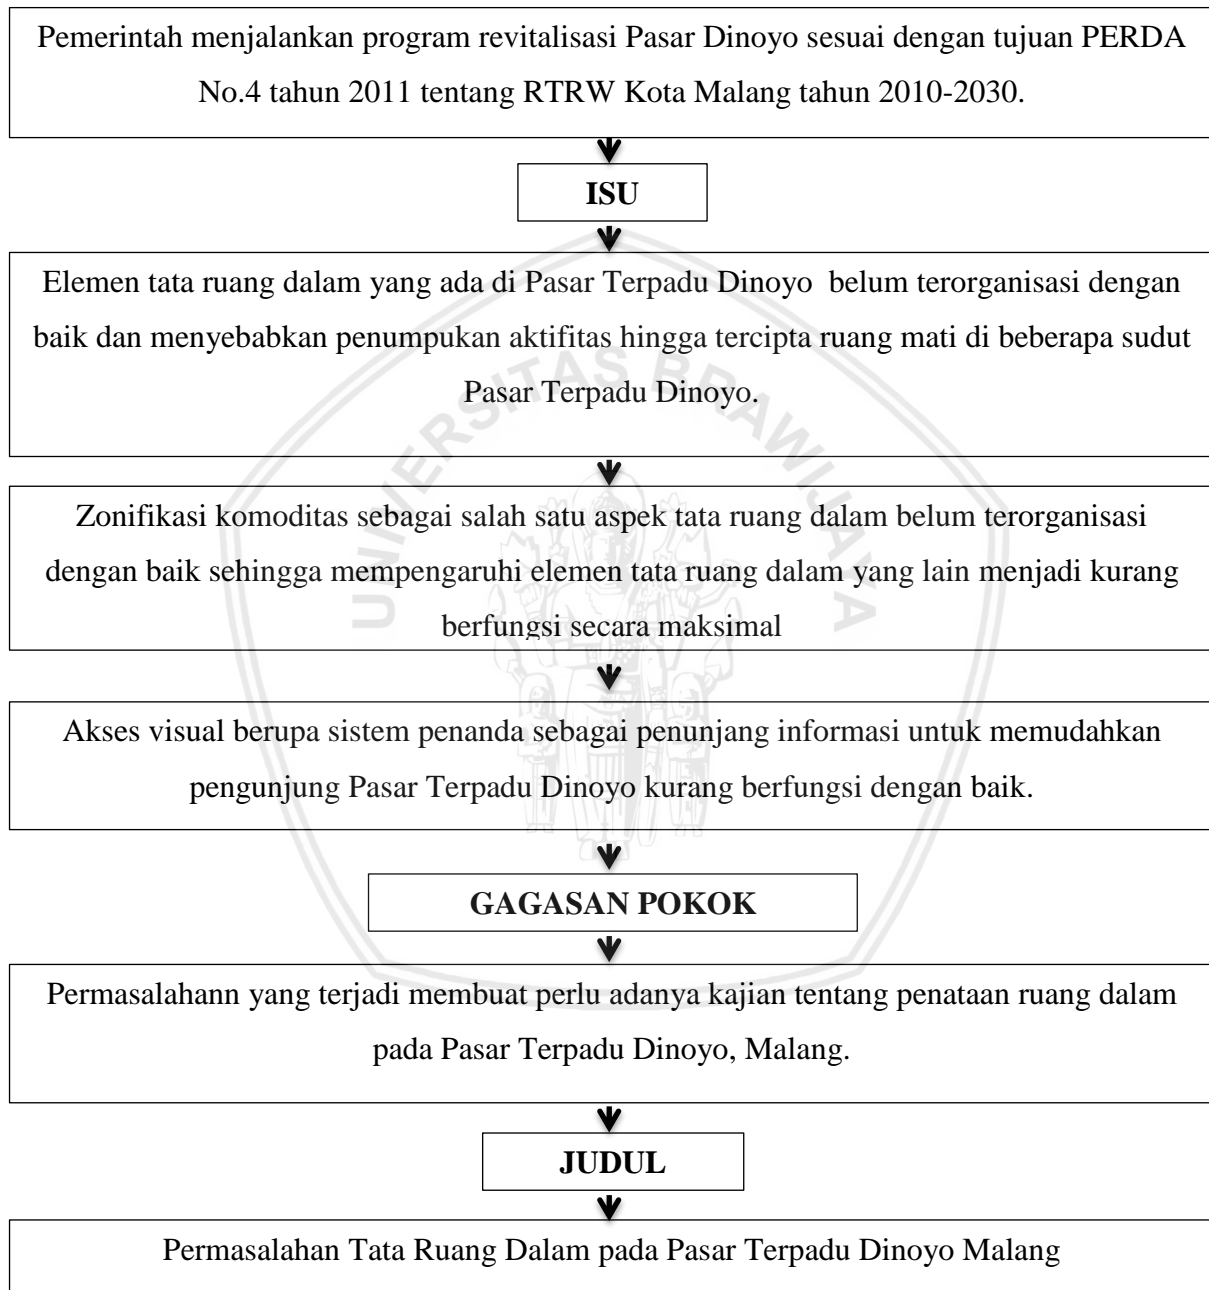 Pemerintah menjalankan program revitalisasi Pasar Dinoyo sesuai dengan tujuan PERDA
No.4 tahun 2011 tentang RTRW Kota Malang tahun 2010-2030.
ISU
Elemen tata ruang dalam yang ada di Pasar Terpadu Dinoyo belum terorganisasi dengan
baik dan menyebabkan penumpukan aktifitas hingga tercipta ruang mati di beberapa sudut
Pasar Terpadu Dinoyo.
Zonifikasi komoditas sebagai salah satu aspek tata ruang dalam belum terorganisasi
dengan baik sehingga mempengaruhi elemen tata ruang dalam yang lain menjadi kurang
berfungsi secara maksimal
Akses visual berupa sistem penanda sebagai penunjang informasi untuk memudahkan
pengunjung Pasar Terpadu Dinoyo kurang berfungsi dengan baik.
GAGASAN POKOK
Permasalahann yang terjadi membuat perlu adanya kajian tentang penataan ruang dalam
pada Pasar Terpadu Dinoyo, Malang.
JUDUL
Permasalahan Tata Ruang Dalam pada Pasar Terpadu Dinoyo Malang
UNIVERSITAS BRAWIJAYA